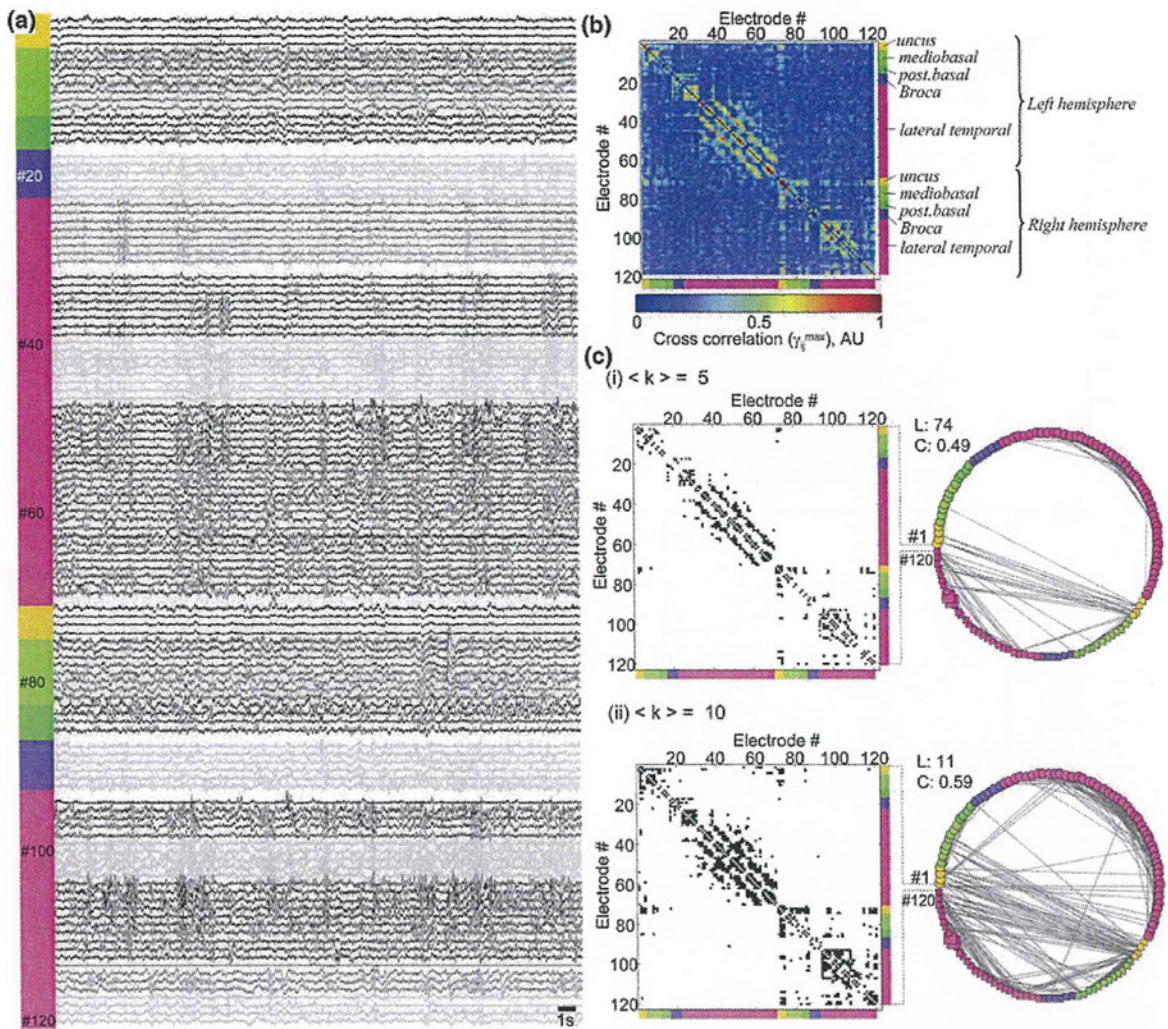 (a)
#20
#40
#60
#80
#100
#120
1s
(b)
Electrode #
20 40 60 80 100 120
Electrode #
20
40
60
80
100
120
uncus
mediobasal
post.basal
Broca
lateral temporal
Left hemisphere
uncus
mediobasal
post.basal
Broca
lateral temporal
Right hemisphere
0 0.5 1
Cross correlation (γij^max), AU
(c)
(i) < k > = 5
Electrode #
20 40 60 80 100 120
Electrode #
20
40
60
80
100
120
L: 74
C: 0.49
#1
#120
(ii) < k > = 10
Electrode #
20 40 60 80 100 120
Electrode #
20
40
60
80
100
120
L: 11
C: 0.59
#1
#120